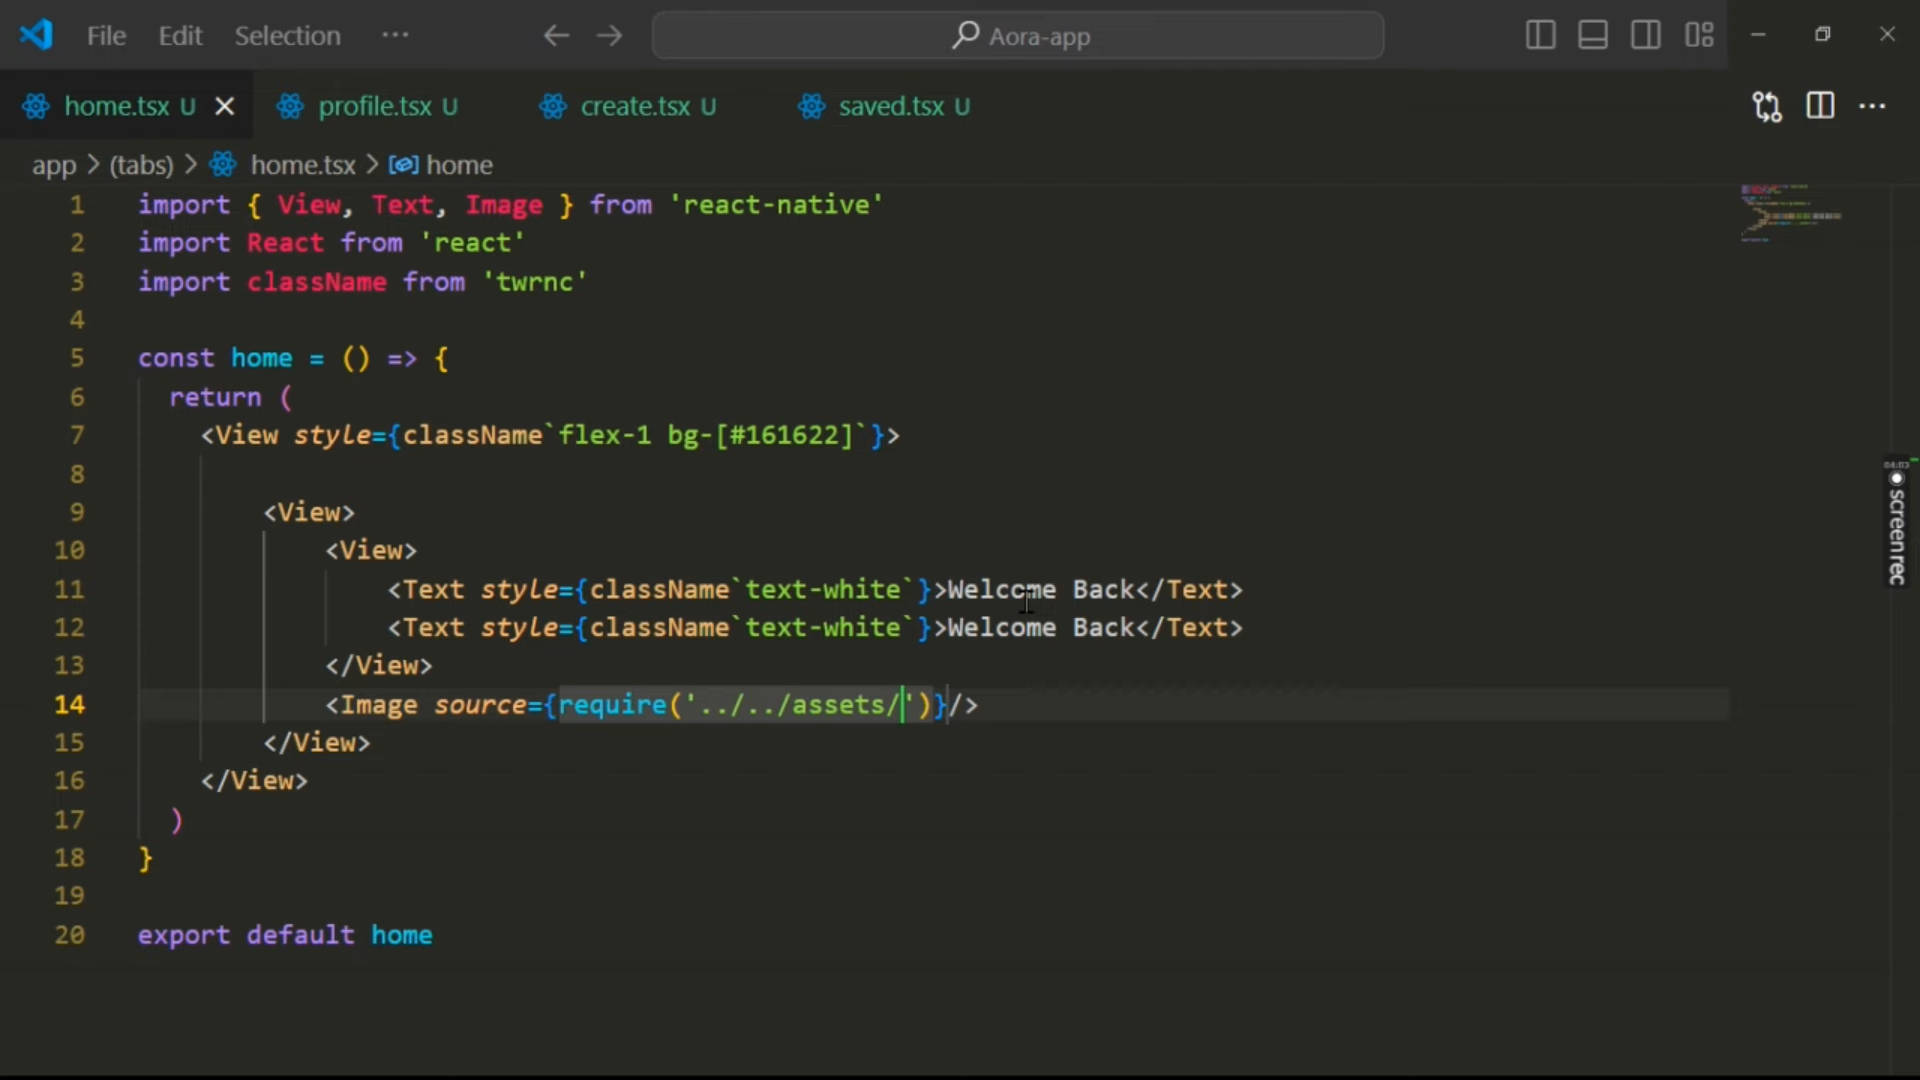 File Edit Selection ··· Aora-app
home.tsx U profile.tsx U create.tsx U saved.tsx U ···
app > (tabs) > home.tsx > home
1 import { View, Text, Image } from 'react-native'
2 import React from 'react'
3 import className from 'twrnc'
4
5 const home = () => {
6 return (
7 <View style={className`flex-1 bg-[#161622]`}>
8
9 <View>
10 <View>
11 <Text style={className`text-white`}>Welcome Back</Text>
12 <Text style={className`text-white`}>Welcome Back</Text>
13 </View>
14 <Image source={require('../../assets/')}/>
15 </View>
16 </View>
17 )
18 }
19
20 export default home
04:03
screen rec